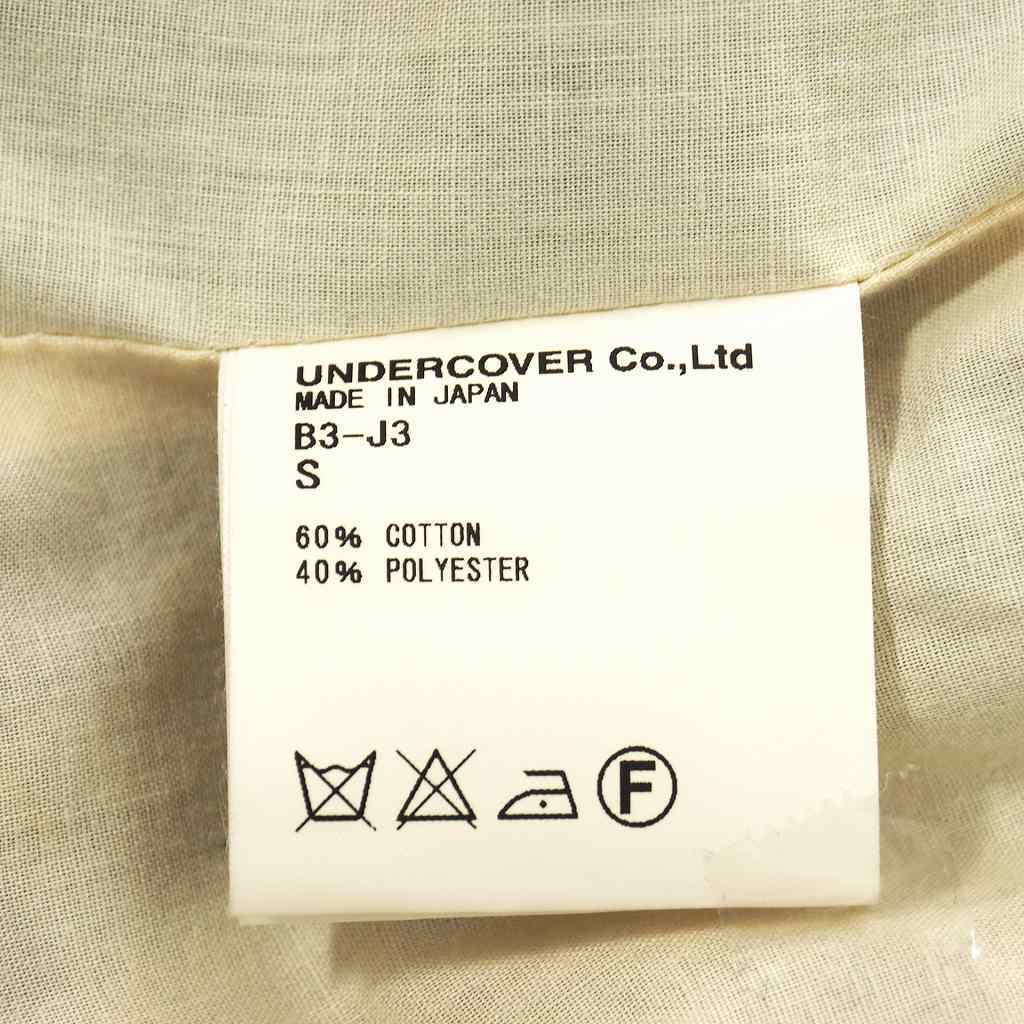 UNDERCOVER Co.,Ltd
MADE IN JAPAN
B3-J3
S
60% COTTON
40% POLYESTER
F